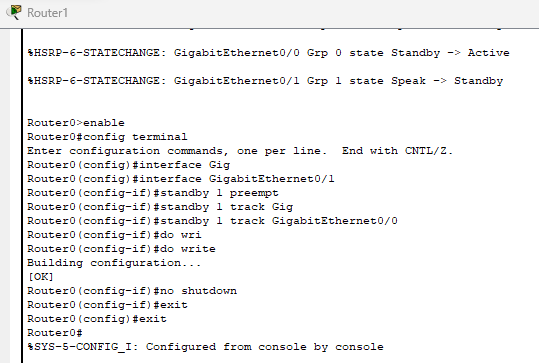 Router1
%HSRP-6-STATECHANGE: GigabitEthernet0/0 Grp 0 state Standby -> Active
%HSRP-6-STATECHANGE: GigabitEthernet0/1 Grp 1 state Speak -> Standby
Router0>enable
Router0#config terminal
Enter configuration commands, one per line.  End with CNTL/Z.
Router0(config)#interface Gig
Router0(config)#interface GigabitEthernet0/1
Router0(config-if)#standby 1 preempt
Router0(config-if)#standby 1 track Gig
Router0(config-if)#standby 1 track GigabitEthernet0/0
Router0(config-if)#do wri
Router0(config-if)#do write
Building configuration...
[OK]
Router0(config-if)#no shutdown
Router0(config-if)#exit
Router0(config)#exit
Router0#
%SYS-5-CONFIG_I: Configured from console by console